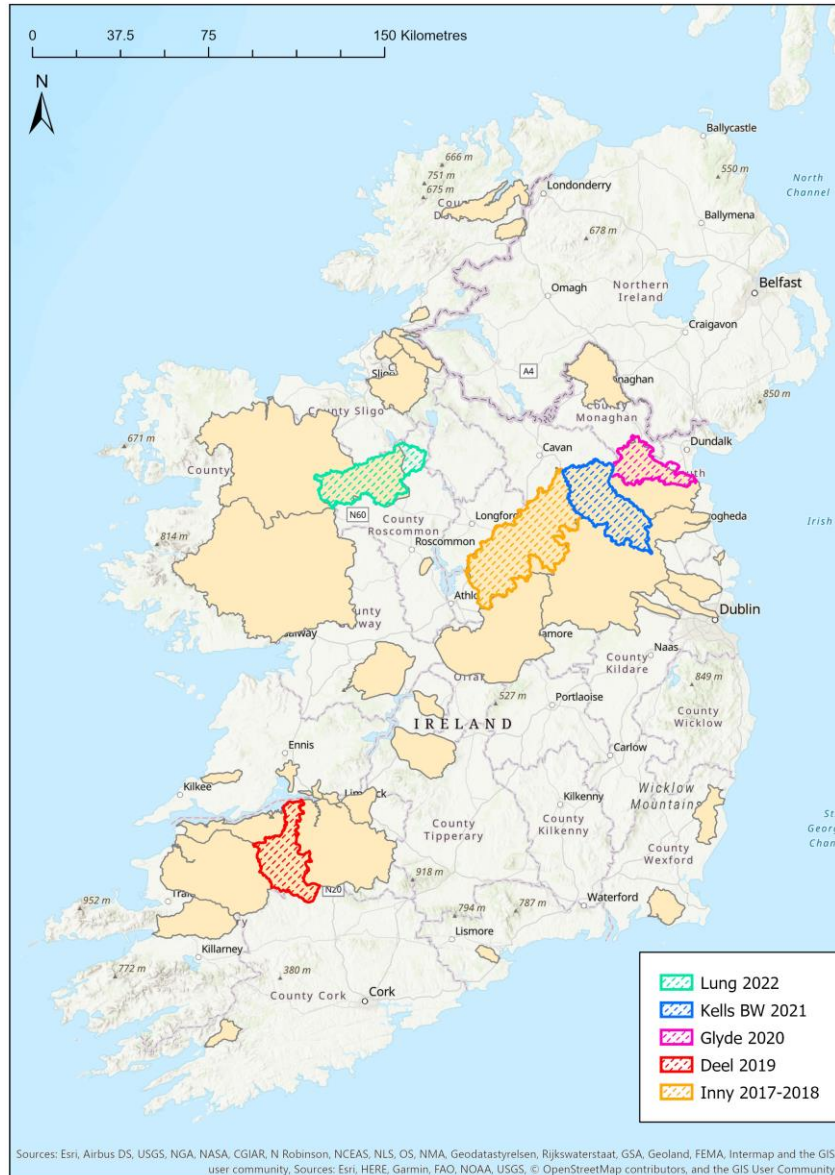 0 37.5 75 150 Kilometres
N
Ballycastle
666 m
751 m
675 m
550 m
North
Channel
Londonderry
Ballymena
678 m
Northern
Ireland
Omagh
Belfast
Craigavon
A4
Sligo
County Sligo
County
Monaghan
850 m
671 m
County
Cavan
Dundalk
N60
Longford
County
Roscommon
Roscommon
Irish
814 m
Dublin
Naas
County
Kildare
849 m
527 m
Portlaoise
County
Wicklow
IRELAND
Ennis
Carlow
Kilkee
Kilkenny
Wicklow
Mountains
County
Tipperary
County
Kilkenny
County
Wexford
918 m
N20
952 m
794 m
787 m
Waterford
Lismore
Killarney
772 m
380 m
County Cork
Cork
Lung 2022
Kells BW 2021
Glyde 2020
Deel 2019
Inny 2017-2018
Sources: Esri, Airbus DS, USGS, NGA, NASA, CGIAR, N Robinson, NCEAS, NLS, OS, NMA, Geodatastyrelsen, Rijkswaterstaat, GSA, Geoland, FEMA, Intermap and the GIS
user community, Sources: Esri, HERE, Garmin, FAO, NOAA, USGS, © OpenStreetMap contributors, and the GIS User Community